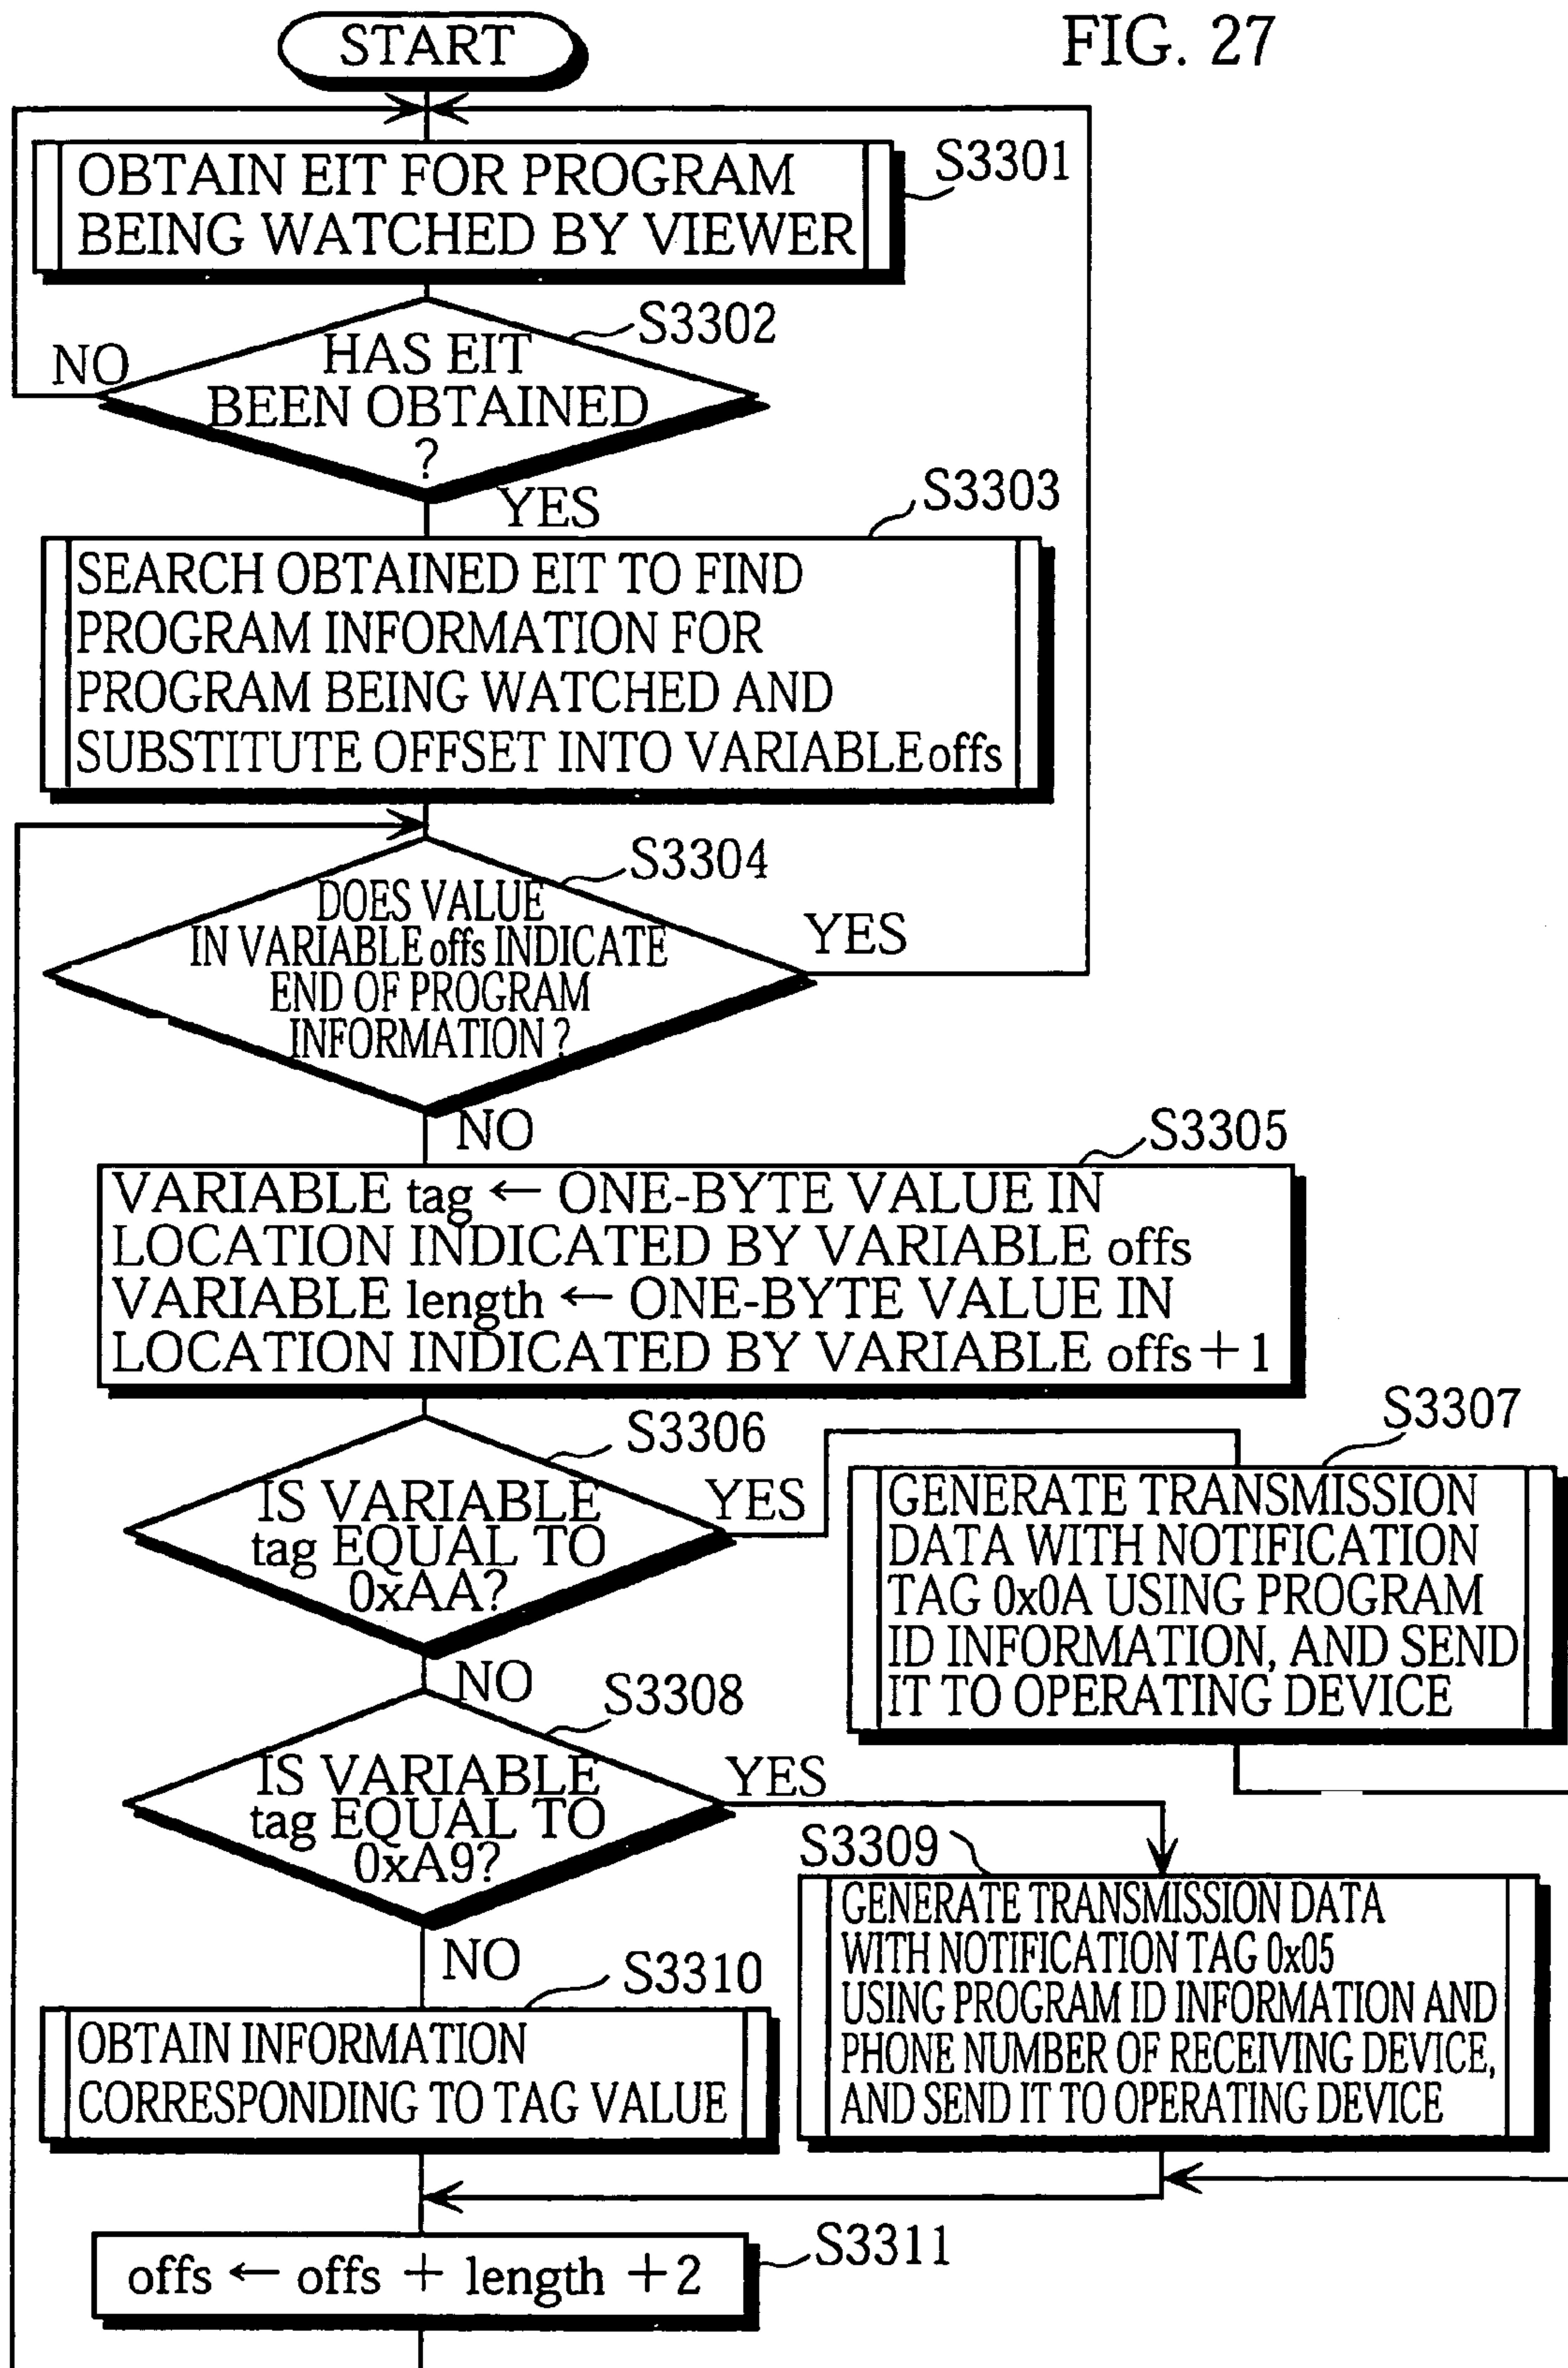 FIG. 27
START
S3301
OBTAIN EIT FOR PROGRAM
BEING WATCHED BY VIEWER
S3302
NO
HAS EIT
BEEN OBTAINED
?
YES
S3303
SEARCH OBTAINED EIT TO FIND
PROGRAM INFORMATION FOR
PROGRAM BEING WATCHED AND
SUBSTITUTE OFFSET INTO VARIABLE offs
S3304
DOES VALUE
IN VARIABLE offs INDICATE
END OF PROGRAM
INFORMATION ?
YES
NO
S3305
VARIABLE tag ← ONE-BYTE VALUE IN
LOCATION INDICATED BY VARIABLE offs
VARIABLE length ← ONE-BYTE VALUE IN
LOCATION INDICATED BY VARIABLE offs+1
S3306
IS VARIABLE
tag EQUAL TO
0xAA?
YES
S3307
GENERATE TRANSMISSION
DATA WITH NOTIFICATION
TAG 0x0A USING PROGRAM
ID INFORMATION, AND SEND
IT TO OPERATING DEVICE
NO
S3308
IS VARIABLE
tag EQUAL TO
0xA9?
YES
S3309
GENERATE TRANSMISSION DATA
WITH NOTIFICATION TAG 0x05
USING PROGRAM ID INFORMATION AND
PHONE NUMBER OF RECEIVING DEVICE,
AND SEND IT TO OPERATING DEVICE
NO
S3310
OBTAIN INFORMATION
CORRESPONDING TO TAG VALUE
S3311
offs ← offs + length +2